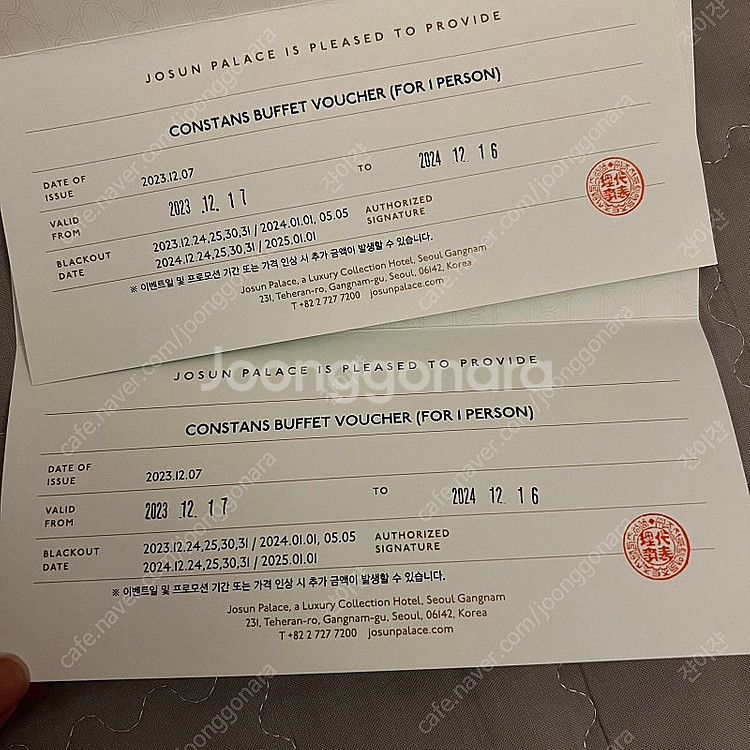 JOSUN PALACE IS PLEASED TO PROVIDE
CONSTANS BUFFET VOUCHER (FOR 1 PERSON)
DATE OF ISSUE 2023.12.07
VALID FROM 2023 .12. 17 TO 2024 12 16
BLACKOUT DATE 2023.12.24,25,30,31 / 2024.01.01, 05.05
2024.12.24,25,30,31 / 2025.01.01
AUTHORIZED SIGNATURE
※ 이벤트일 및 프로모션 기간 또는 가격 인상 시 추가 금액이 발생할 수 있습니다.
Josun Palace, a Luxury Collection Hotel, Seoul Gangnam
231, Teheran-ro, Gangnam-gu, Seoul, 06142, Korea
T +82 2 727 7200 josunpalace.com
Joonggonara
JOSUN PALACE IS PLEASED TO PROVIDE
CONSTANS BUFFET VOUCHER (FOR 1 PERSON)
DATE OF ISSUE 2023.12.07
VALID FROM 2023 12. 17 TO 2024 12 16
BLACKOUT DATE 2023.12.24,25,30,31 / 2024.01.01, 05.05
2024.12.24,25,30,31 / 2025.01.01
AUTHORIZED SIGNATURE
※ 이벤트일 및 프로모션 기간 또는 가격 인상 시 추가 금액이 발생할 수 있습니다.
Josun Palace, a Luxury Collection Hotel, Seoul Gangnam
231, Teheran-ro, Gangnam-gu, Seoul, 06142, Korea
T +82 2 727 7200 josunpalace.com
cafe.naver.com/joonggonara
쟌이쟌